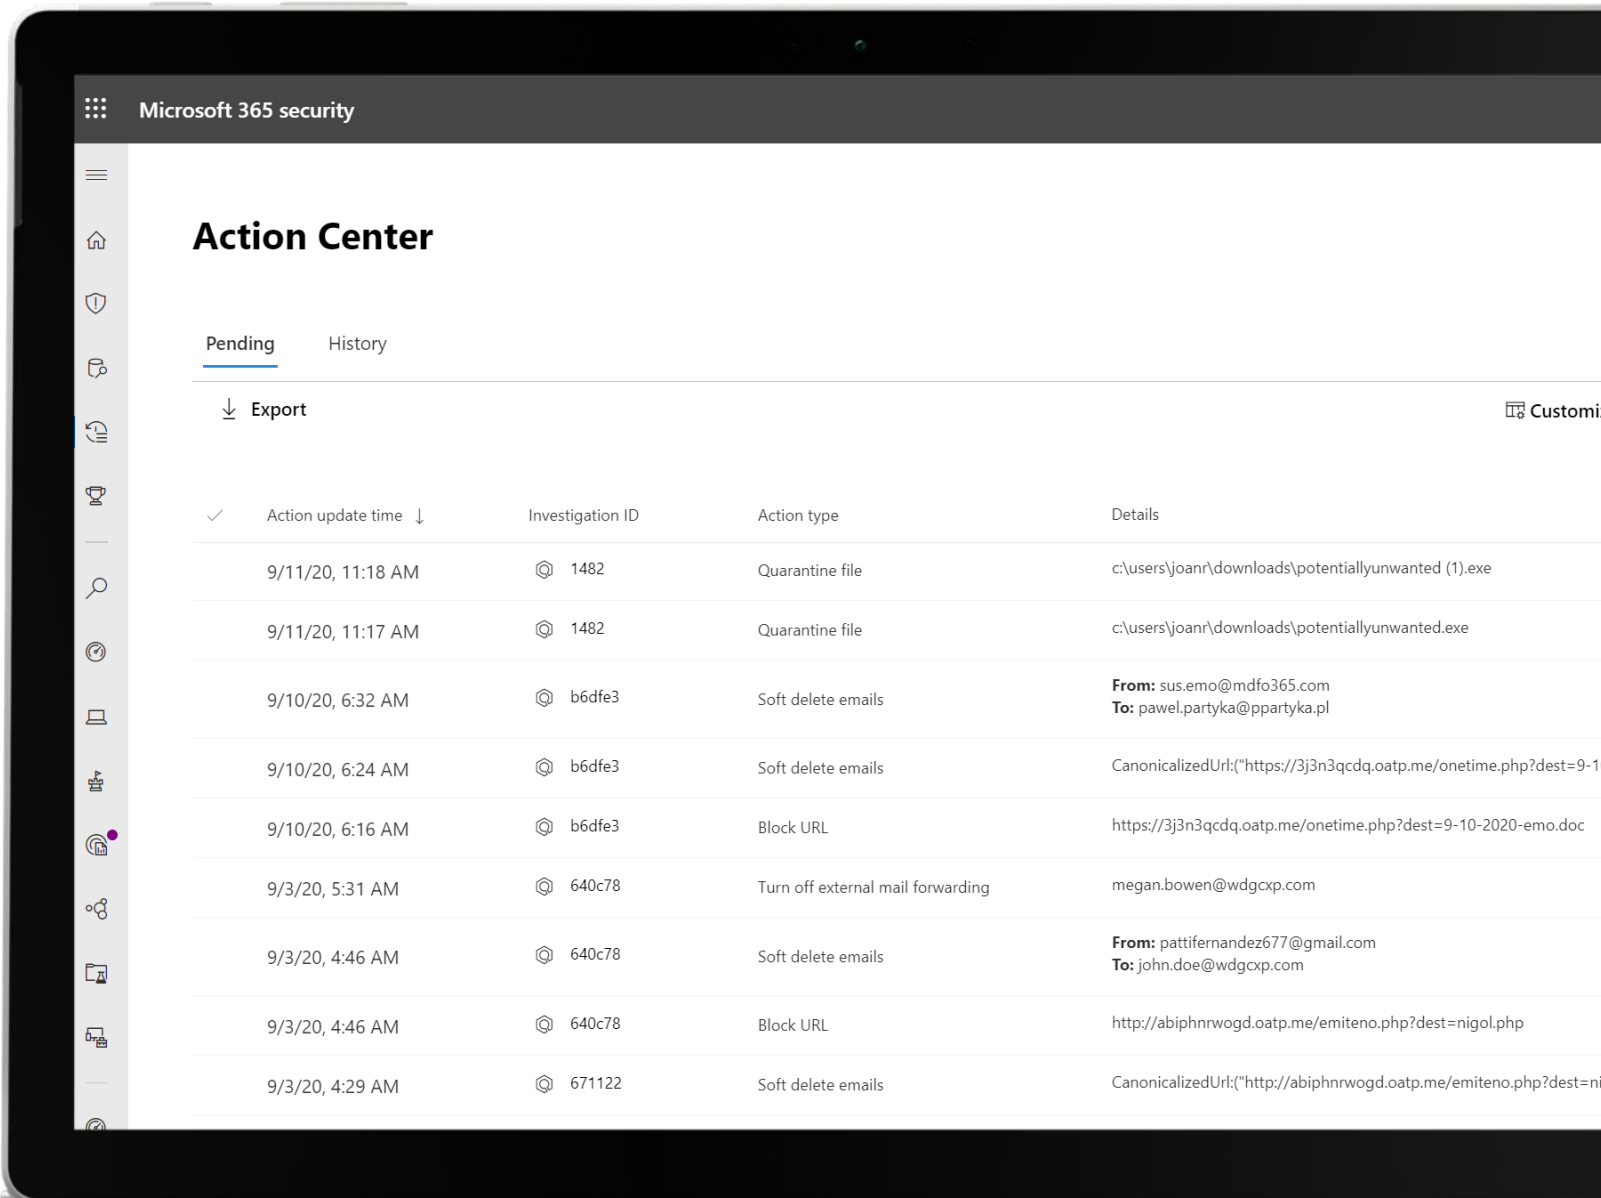 Microsoft 365 security
Action Center
Pending History
Export Customiz
Action update time ↓ Investigation ID Action type Details
9/11/20, 11:18 AM 1482 Quarantine file c:\users\joanr\downloads\potentiallyunwanted (1).exe
9/11/20, 11:17 AM 1482 Quarantine file c:\users\joanr\downloads\potentiallyunwanted.exe
9/10/20, 6:32 AM b6dfe3 Soft delete emails From: sus.emo@mdfo365.com
To: pawel.partyka@ppartyka.pl
9/10/20, 6:24 AM b6dfe3 Soft delete emails CanonicalizedUrl:("https://3j3n3qcdq.oatp.me/onetime.php?dest=9-10
9/10/20, 6:16 AM b6dfe3 Block URL https://3j3n3qcdq.oatp.me/onetime.php?dest=9-10-2020-emo.doc
9/3/20, 5:31 AM 640c78 Turn off external mail forwarding megan.bowen@wdgcxp.com
9/3/20, 4:46 AM 640c78 Soft delete emails From: pattifernandez677@gmail.com
To: john.doe@wdgcxp.com
9/3/20, 4:46 AM 640c78 Block URL http://abiphnrwogd.oatp.me/emiteno.php?dest=nigol.php
9/3/20, 4:29 AM 671122 Soft delete emails CanonicalizedUrl:("http://abiphnrwogd.oatp.me/emiteno.php?dest=ni